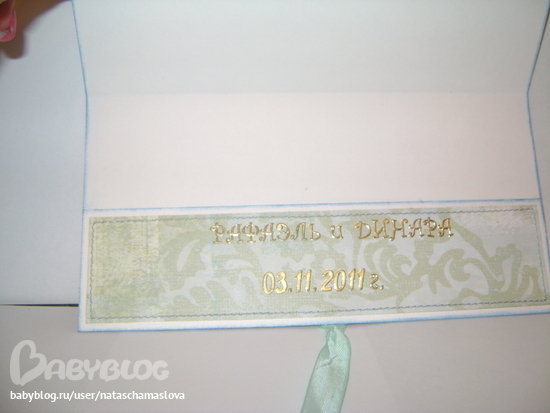 РАФАЭЛЬ и ДИНАРА
03.11.2011 г.
BABYBLOG
babyblog.ru/user/nataschamaslova